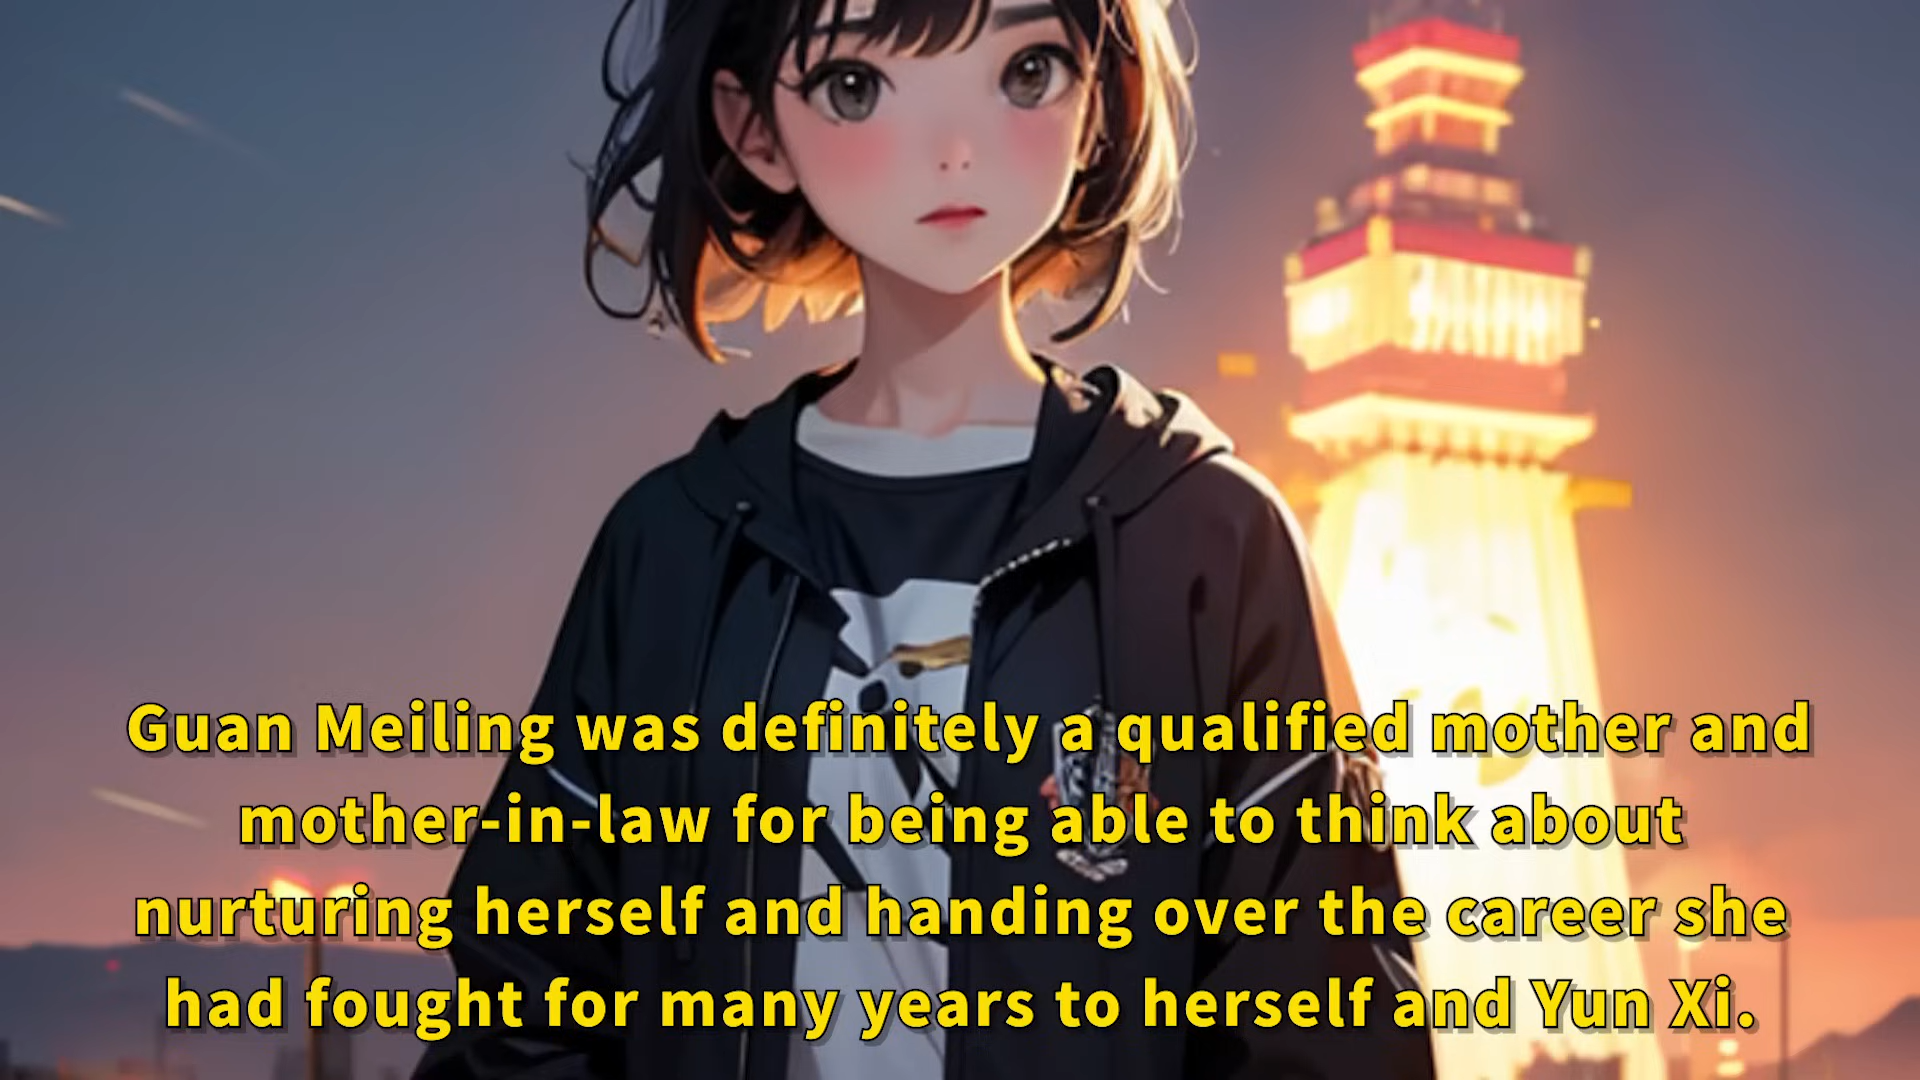 Guan Meiling was definitely a qualified mother and
mother-in-law for being able to think about
nurturing herself and handing over the career she
had fought for many years to herself and Yun Xi.